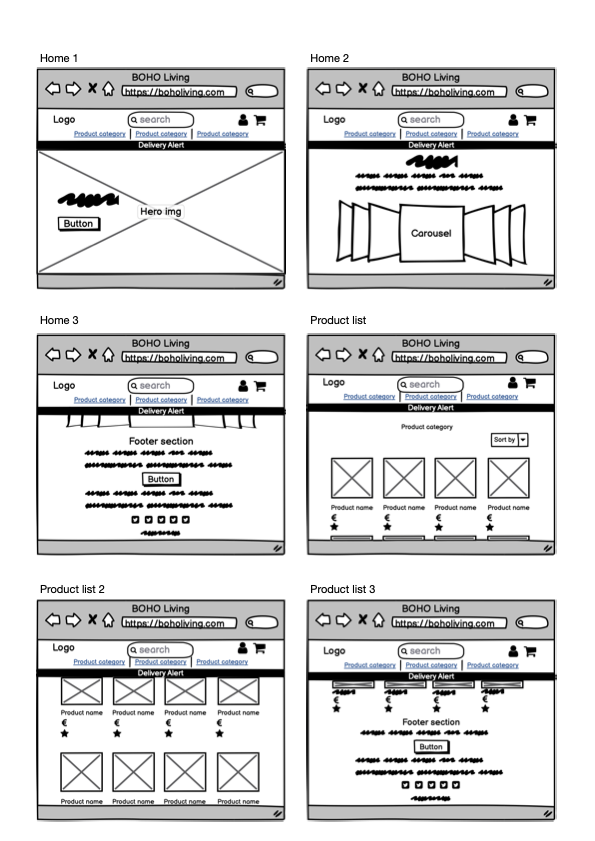 Home 1
BOHO Living
https://boholiving.com
Logo
search
Product category Product category Product category
Delivery Alert
Hero img
Button
Home 2
BOHO Living
https://boholiving.com
Logo
search
Product category Product category Product category
Delivery Alert
Carousel
Home 3
BOHO Living
https://boholiving.com
Logo
search
Product category Product category Product category
Delivery Alert
Footer section
Button
Product list
BOHO Living
https://boholiving.com
Logo
search
Product category Product category Product category
Delivery Alert
Product category
Sort by
Product name Product name Product name Product name
€ € € €
Product list 2
BOHO Living
https://boholiving.com
Logo
search
Product category Product category Product category
Delivery Alert
Product name Product name Product name Product name
€ € € €
Product name Product name Product name Product name
Product list 3
BOHO Living
https://boholiving.com
Logo
search
Product category Product category Product category
Delivery Alert
€ € € €
Footer section
Button